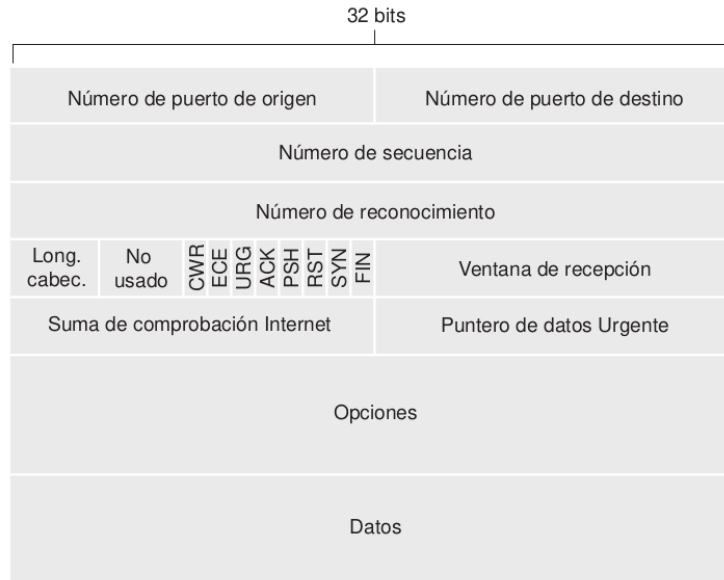 32 bits
Número de puerto de origen
Número de puerto de destino
Número de secuencia
Número de reconocimiento
Long.
cabec.
No
usado
CWR
ECE
URG
ACK
PSH
RST
SYN
FIN
Ventana de recepción
Suma de comprobación Internet
Puntero de datos Urgente
Opciones
Datos